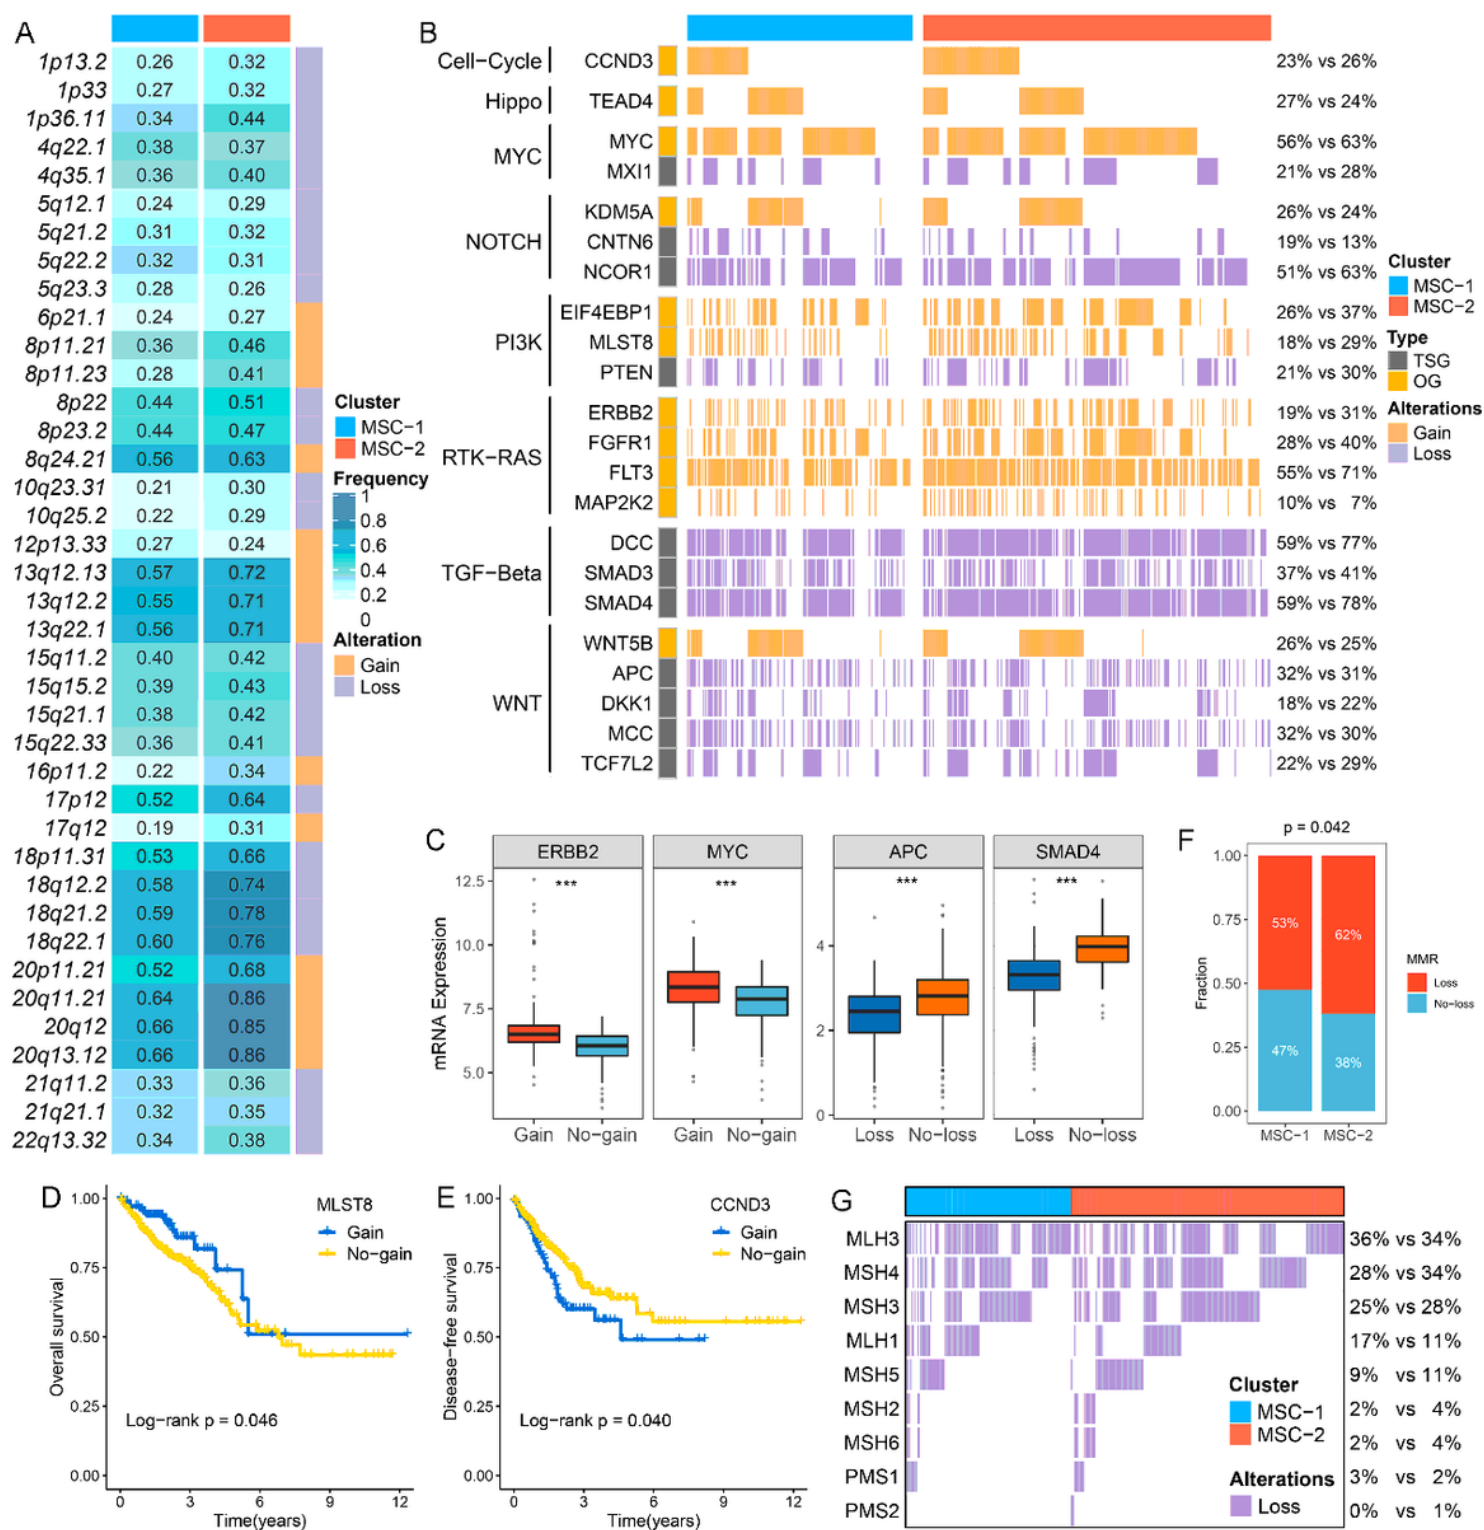 A
1p13.2 0.26 0.32
1p33 0.27 0.32
1p36.11 0.34 0.44
4q22.1 0.38 0.37
4q35.1 0.36 0.40
5q12.1 0.24 0.29
5q21.2 0.31 0.32
5q22.2 0.32 0.31
5q23.3 0.28 0.26
6p21.1 0.24 0.27
8p11.21 0.36 0.46
8p11.23 0.28 0.41
8p22 0.44 0.51
8p23.2 0.44 0.47
8q24.21 0.56 0.63
10q23.31 0.21 0.30
10q25.2 0.22 0.29
12p13.33 0.27 0.24
13q12.13 0.57 0.72
13q12.2 0.55 0.71
13q22.1 0.56 0.71
15q11.2 0.40 0.42
15q15.2 0.39 0.43
15q21.1 0.38 0.42
15q22.33 0.36 0.41
16p11.2 0.22 0.34
17p12 0.52 0.64
17q12 0.19 0.31
18p11.31 0.53 0.66
18q12.2 0.58 0.74
18q21.2 0.59 0.78
18q22.1 0.60 0.76
20p11.21 0.52 0.68
20q11.21 0.64 0.86
20q12 0.66 0.85
20q13.12 0.66 0.86
21q11.2 0.33 0.36
21q21.1 0.32 0.35
22q13.32 0.34 0.38
Cluster
MSC−1
MSC−2
Frequency
1
0.8
0.6
0.4
0.2
0
Alteration
Gain
Loss
B
Cell−Cycle CCND3 23% vs 26%
Hippo TEAD4 27% vs 24%
MYC
MYC 56% vs 63%
MXI1 21% vs 28%
NOTCH
KDM5A 26% vs 24%
CNTN6 19% vs 13%
NCOR1 51% vs 63%
PI3K
EIF4EBP1 26% vs 37%
MLST8 18% vs 29%
PTEN 21% vs 30%
RTK−RAS
ERBB2 19% vs 31%
FGFR1 28% vs 40%
FLT3 55% vs 71%
MAP2K2 10% vs 7%
TGF−Beta
DCC 59% vs 77%
SMAD3 37% vs 41%
SMAD4 59% vs 78%
WNT
WNT5B 26% vs 25%
APC 32% vs 31%
DKK1 18% vs 22%
MCC 32% vs 30%
TCF7L2 22% vs 29%
Cluster
MSC−1
MSC−2
Type
TSG
OG
Alterations
Gain
Loss
C
ERBB2 MYC APC SMAD4
*** *** *** ***
mRNA Expression
12.5
10.0
7.5
5.0
4
2
0
Gain No−gain Gain No−gain Loss No−loss Loss No−loss
F
p = 0.042
Fraction
1.00
0.75
0.50
0.25
0.00
53% 62%
47% 38%
MSC−1 MSC−2
MMR
Loss
No−loss
D
MLST8
Gain
No−gain
Overall survival
1.00
0.75
0.50
0.25
0.00
Log−rank p = 0.046
0 3 6 9 12
Time(years)
E
CCND3
Gain
No−gain
Disease−free survival
1.00
0.75
0.50
0.25
0.00
Log−rank p = 0.040
0 3 6 9 12
Time(years)
G
MLH3 36% vs 34%
MSH4 28% vs 34%
MSH3 25% vs 28%
MLH1 17% vs 11%
MSH5 9% vs 11%
MSH2 2% vs 4%
MSH6 2% vs 4%
PMS1 3% vs 2%
PMS2 0% vs 1%
Cluster
MSC−1
MSC−2
Alterations
Loss